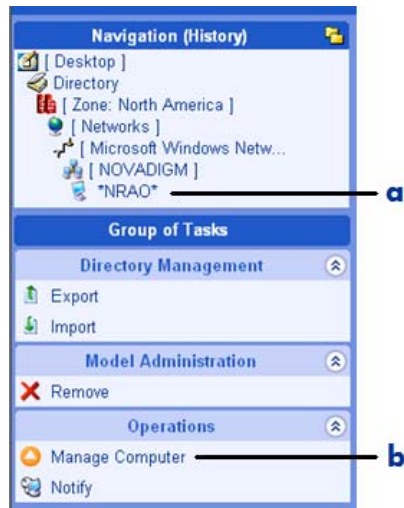 Navigation (History)
[ Desktop ]
Directory
[ Zone: North America ]
[ Networks ]
[ Microsoft Windows Netw...
[ NOVADIGM ]
*NRAO*
a
Group of Tasks
Directory Management
Export
Import
Model Administration
Remove
Operations
Manage Computer
b
Notify